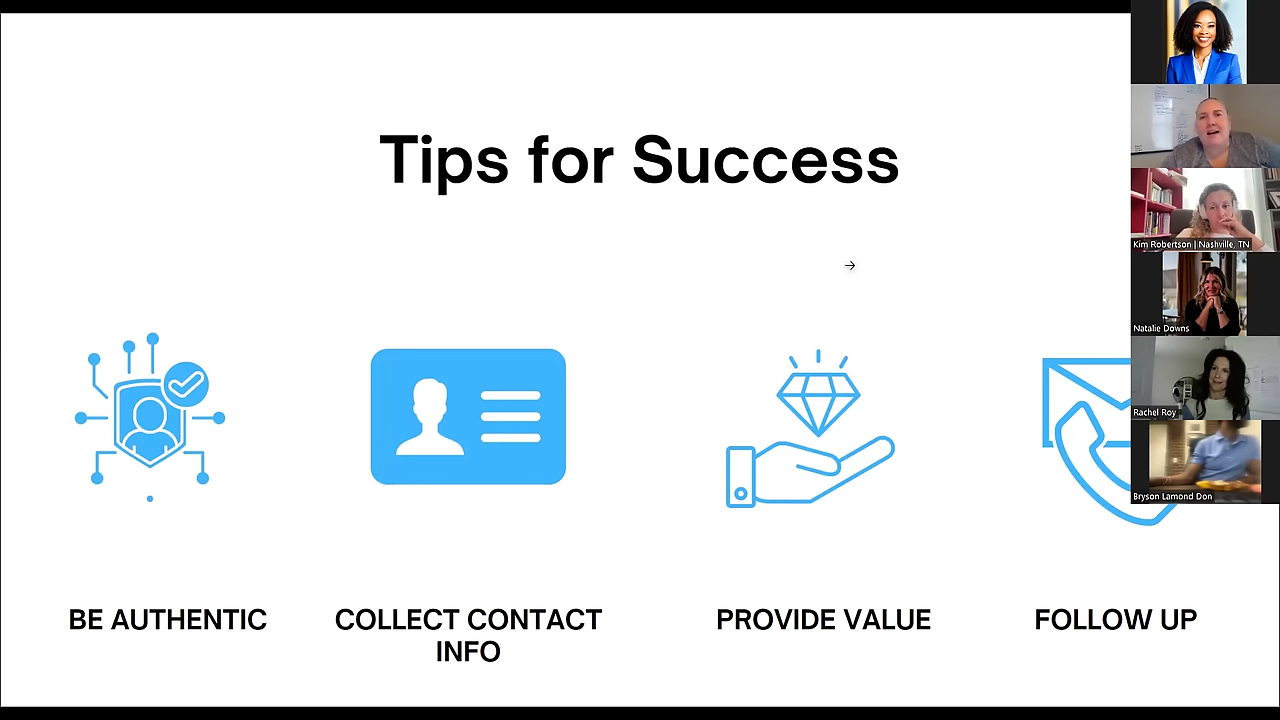 Tips for Success
BE AUTHENTIC
COLLECT CONTACT
INFO
PROVIDE VALUE
FOLLOW UP
Kim Robertson | Nashville, TN
Natalie Downs
Rachel Roy
Bryson Lamond Don